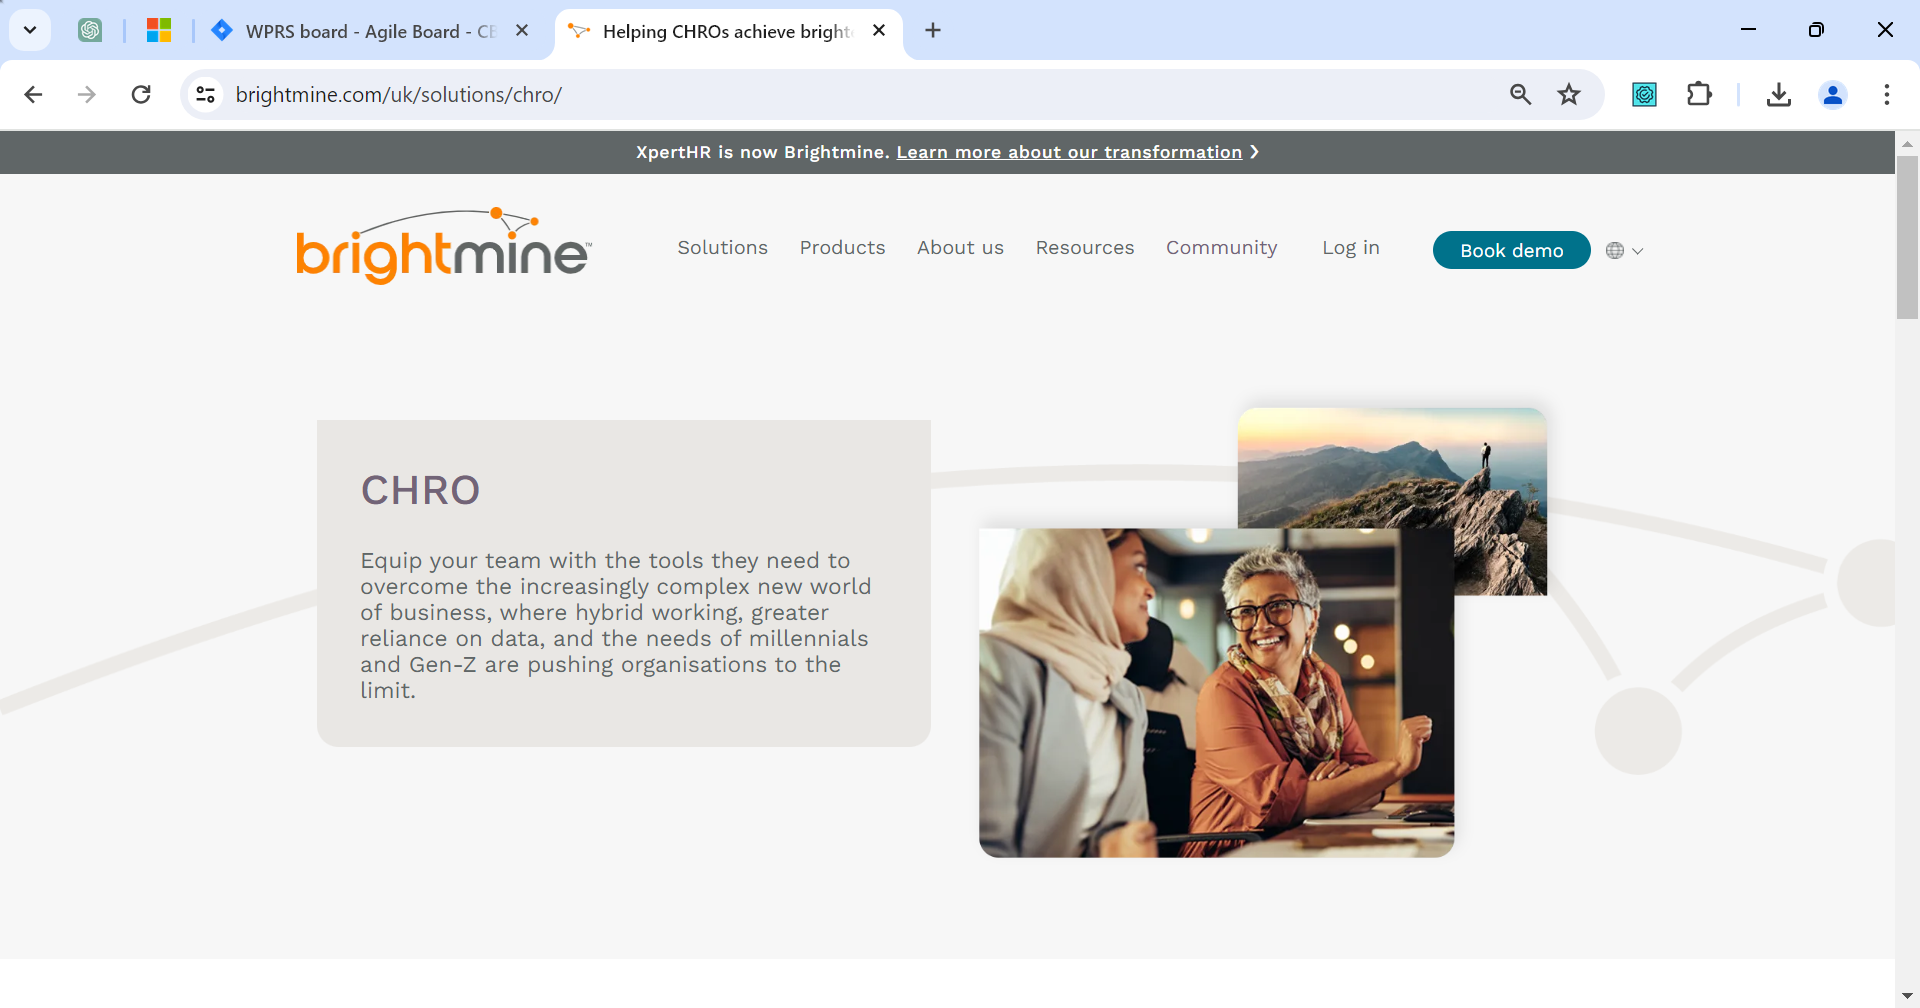 WPRS board - Agile Board - CE
Helping CHROs achieve bright
brightmine.com/uk/solutions/chro/
XpertHR is now Brightmine. Learn more about our transformation ❯
brightmine™
Solutions Products About us Resources Community Log in Book demo
CHRO
Equip your team with the tools they need to
overcome the increasingly complex new world
of business, where hybrid working, greater
reliance on data, and the needs of millennials
and Gen-Z are pushing organisations to the
limit.